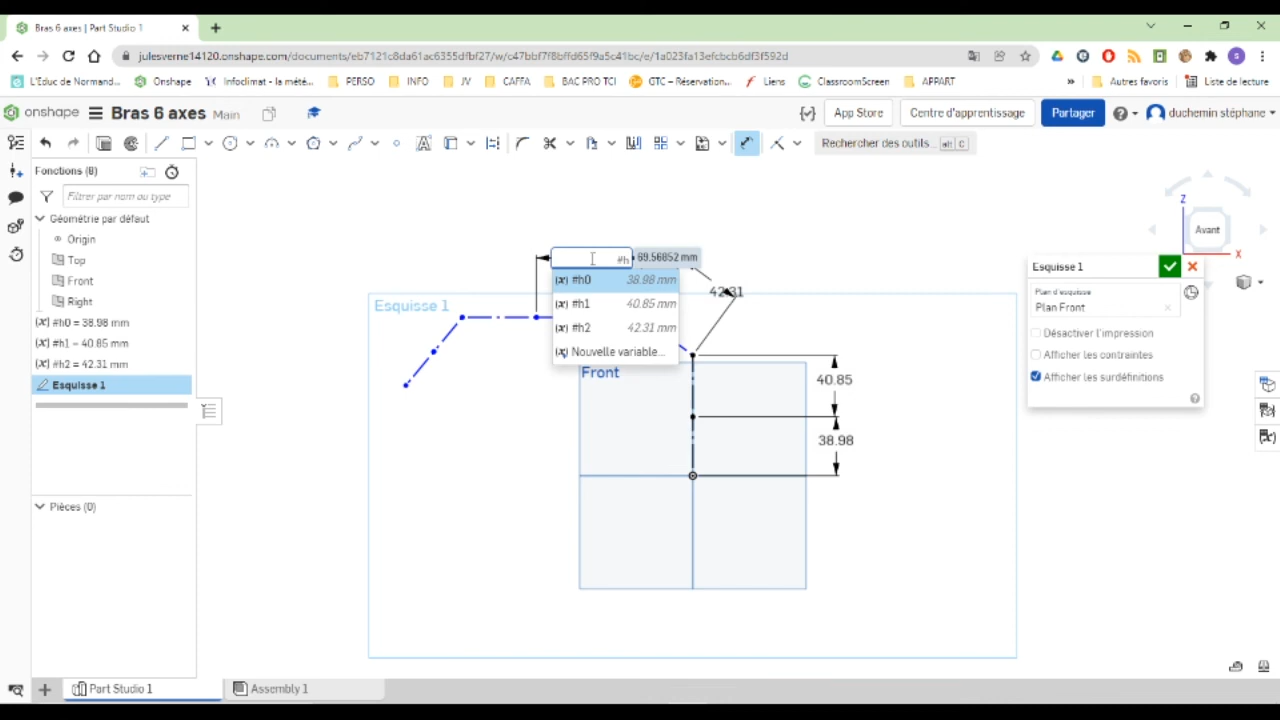 Bras 6 axes | Part Studio 1
julesverne14120.onshape.com/documents/eb7121c8da61ac6355dfbf27/w/c47bbf7f8bffd65f9a5c41bc/e/1a023fa13efcbcb6df3f592d
L'Éduc de Normand...
Onshape
Infoclimat - la mété...
PERSO
INFO
JV
CAFFA
BAC PRO TCI
GTC – Réservation...
Liens
ClassroomScreen
APPART
»
Autres favoris
Liste de lecture
onshape
Bras 6 axes
Main
App Store
Centre d'apprentissage
Partager
duchemin stéphane
Rechercher des outils...
alt
C
Fonctions (8)
Filtrer par nom ou type
Géométrie par défaut
Origin
Top
Front
Right
(x) #h0 = 38.98 mm
(x) #h1 = 40.85 mm
(x) #h2 = 42.31 mm
Esquisse 1
Pièces (0)
Esquisse 1
#h
69.56852 mm
(x) #h0 38.98 mm
(x) #h1 40.85 mm
(x) #h2 42.31 mm
(x) Nouvelle variable...
42.31
Front
40.85
38.98
Z
Avant
X
Esquisse 1
Plan d'esquisse
Plan Front
Désactiver l'impression
Afficher les contraintes
Afficher les surdéfinitions
Part Studio 1
Assembly 1